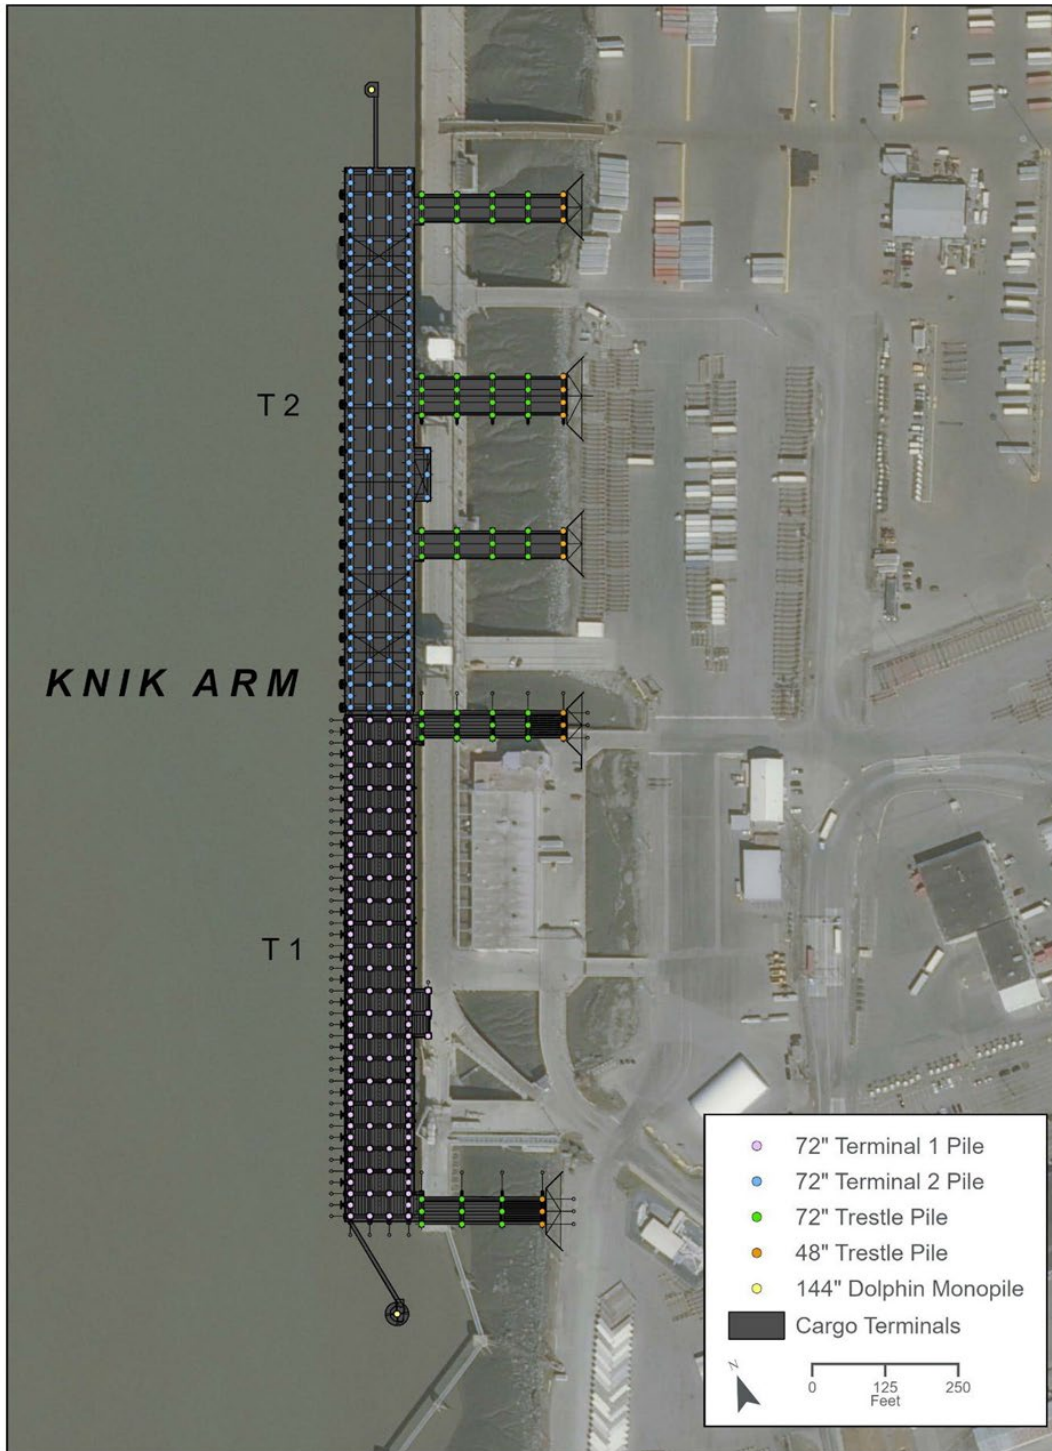 T 2
KNIK ARM
T 1
72" Terminal 1 Pile
72" Terminal 2 Pile
72" Trestle Pile
48" Trestle Pile
144" Dolphin Monopile
Cargo Terminals
N
0 125 250
Feet